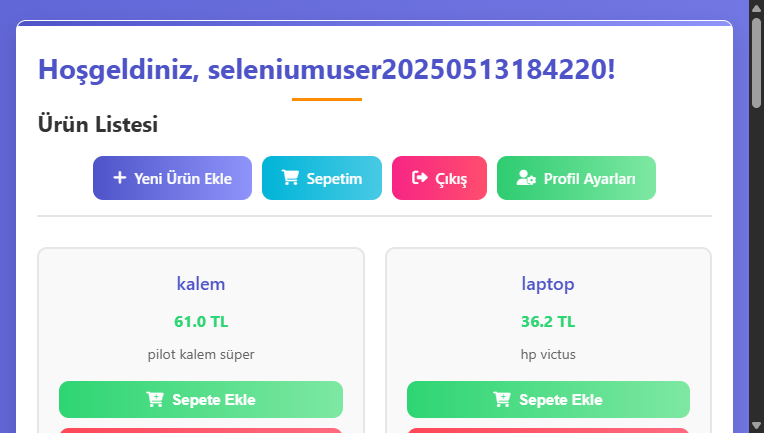 Hoşgeldiniz, seleniumuser20250513184220!
Ürün Listesi
Yeni Ürün Ekle Sepetim Çıkış Profil Ayarları
kalem
61.0 TL
pilot kalem süper
Sepete Ekle
laptop
36.2 TL
hp victus
Sepete Ekle